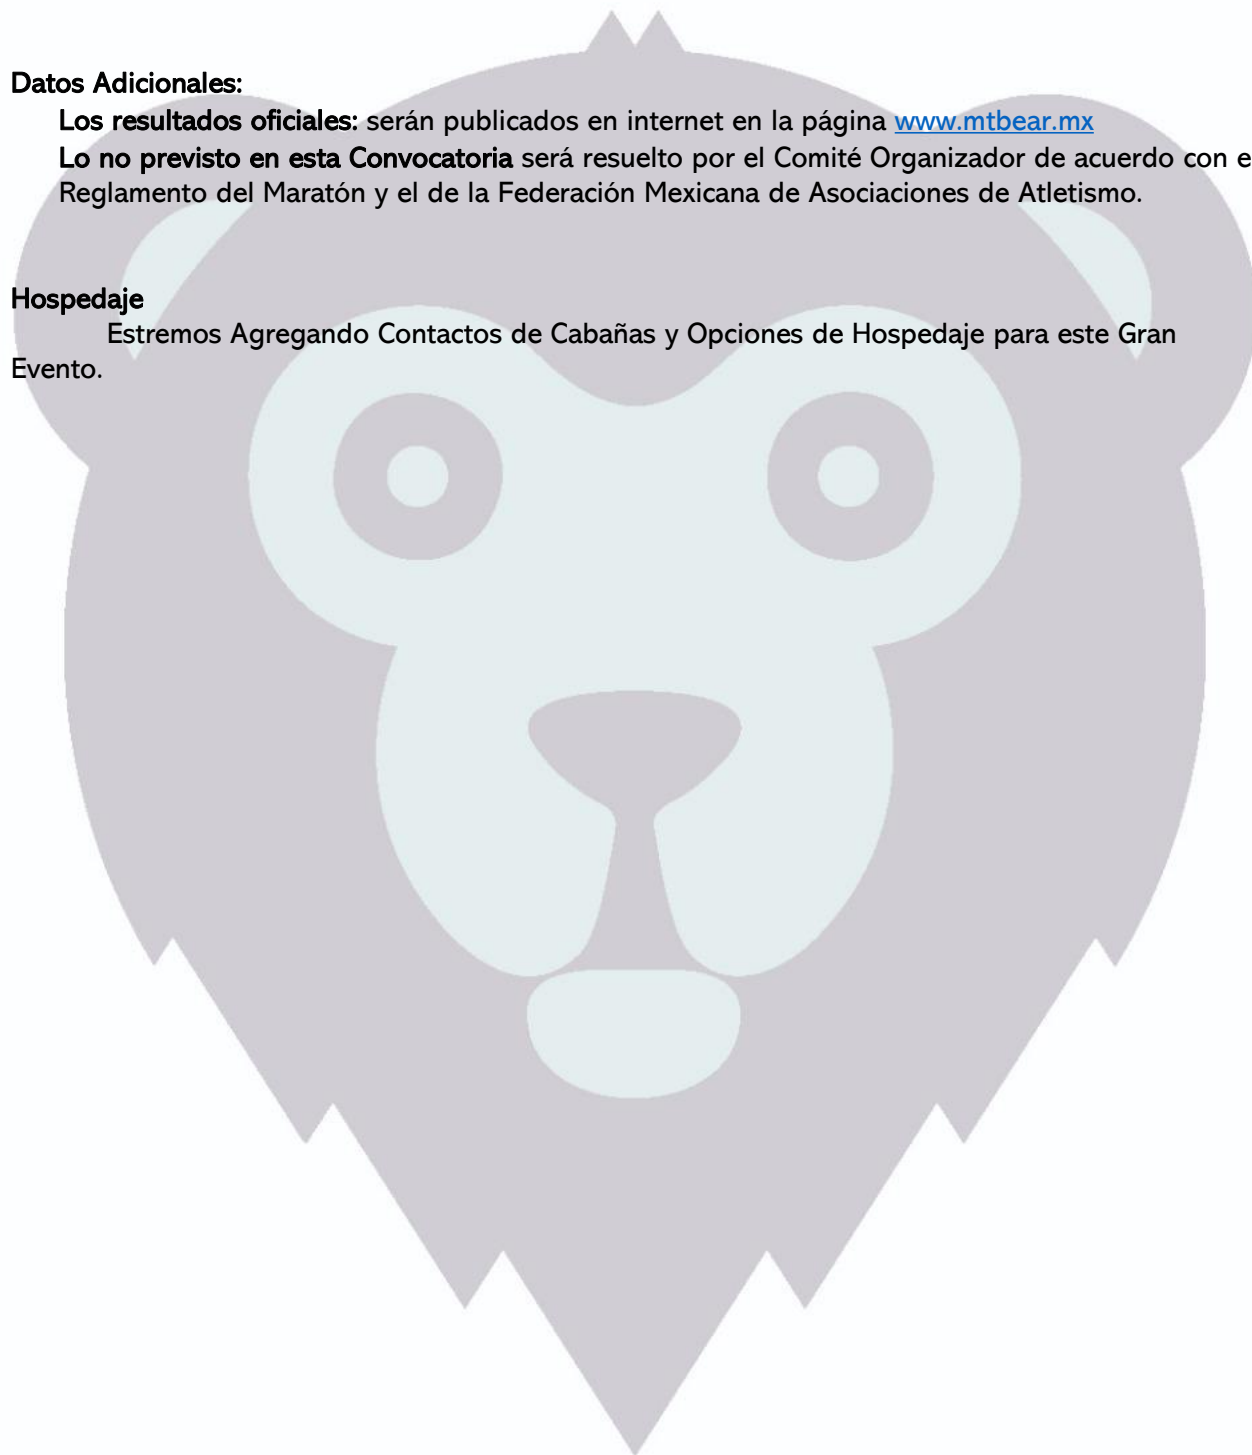 Datos Adicionales:
Los resultados oficiales: serán publicados en internet en la página www.mtbear.mx
Lo no previsto en esta Convocatoria será resuelto por el Comité Organizador de acuerdo con e
Reglamento del Maratón y el de la Federación Mexicana de Asociaciones de Atletismo.
Hospedaje
Estremos Agregando Contactos de Cabañas y Opciones de Hospedaje para este Gran
Evento.